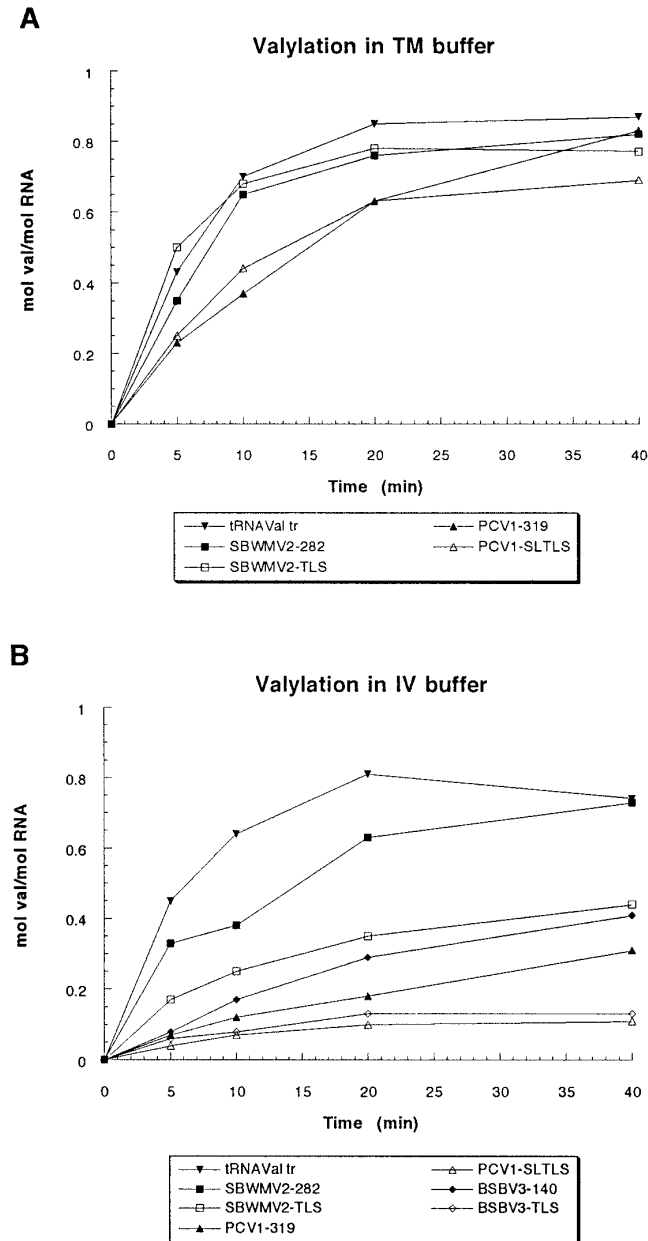 A
Valylation in TM buffer
1
0.8
0.6
0.4
0.2
0
mol val/mol RNA
0 5 10 15 20 25 30 35 40
Time (min)
tRNAVal tr PCV1-319
SBWMV2-282 PCV1-SLTLS
SBWMV2-TLS
B
Valylation in IV buffer
1
0.8
0.6
0.4
0.2
0
mol val/mol RNA
0 5 10 15 20 25 30 35 40
Time (min)
tRNAVal tr PCV1-SLTLS
SBWMV2-282 BSBV3-140
SBWMV2-TLS BSBV3-TLS
PCV1-319